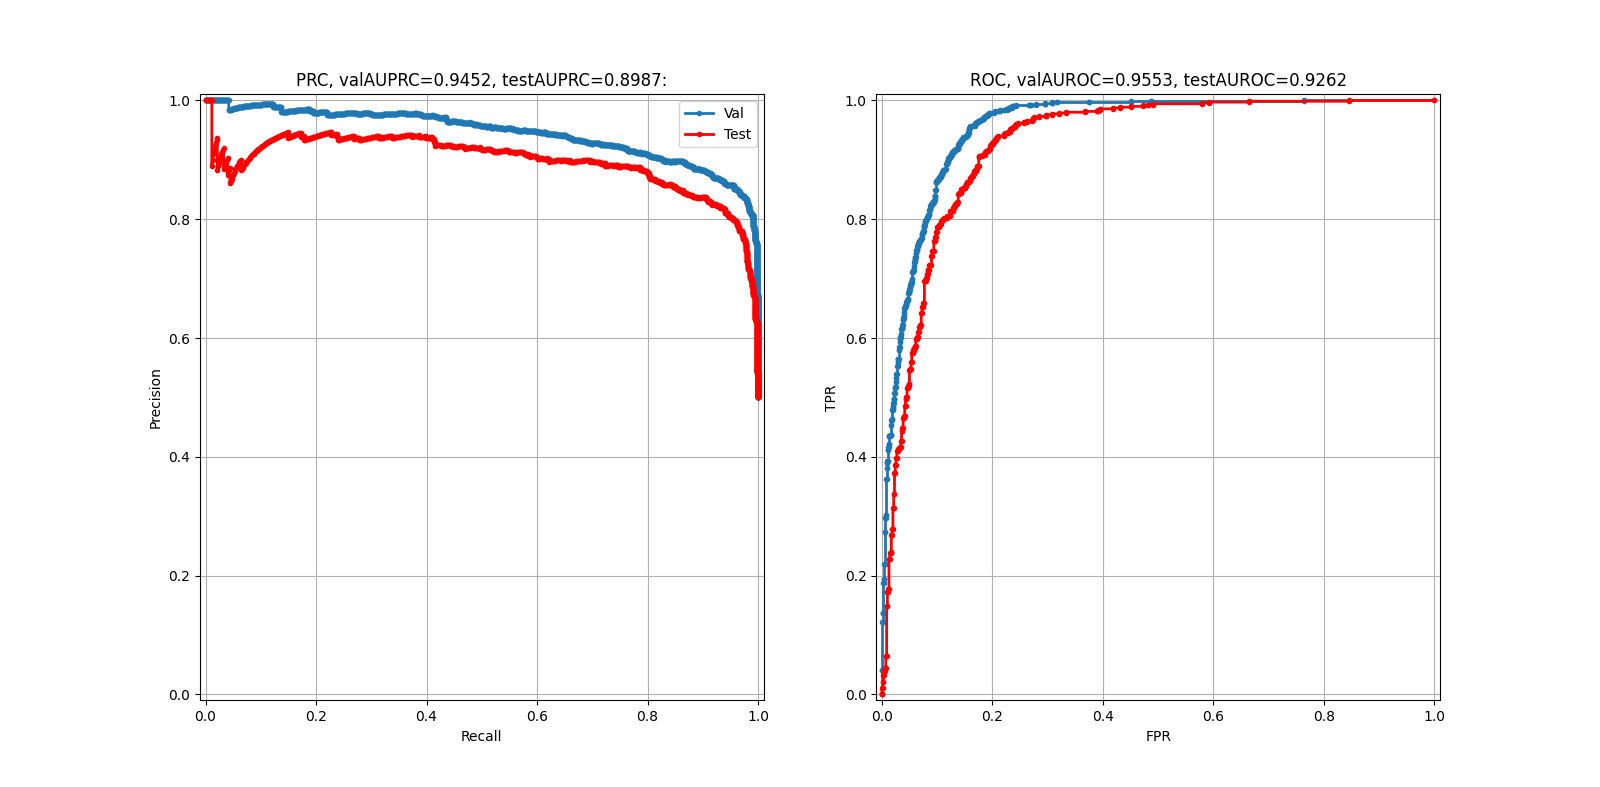 PRC, valAUPRC=0.9452, testAUPRC=0.8987:
Val
Test
1.0
0.8
0.6
0.4
0.2
0.0
Precision
0.0 0.2 0.4 0.6 0.8 1.0
Recall
ROC, valAUROC=0.9553, testAUROC=0.9262
1.0
0.8
0.6
0.4
0.2
0.0
TPR
0.0 0.2 0.4 0.6 0.8 1.0
FPR